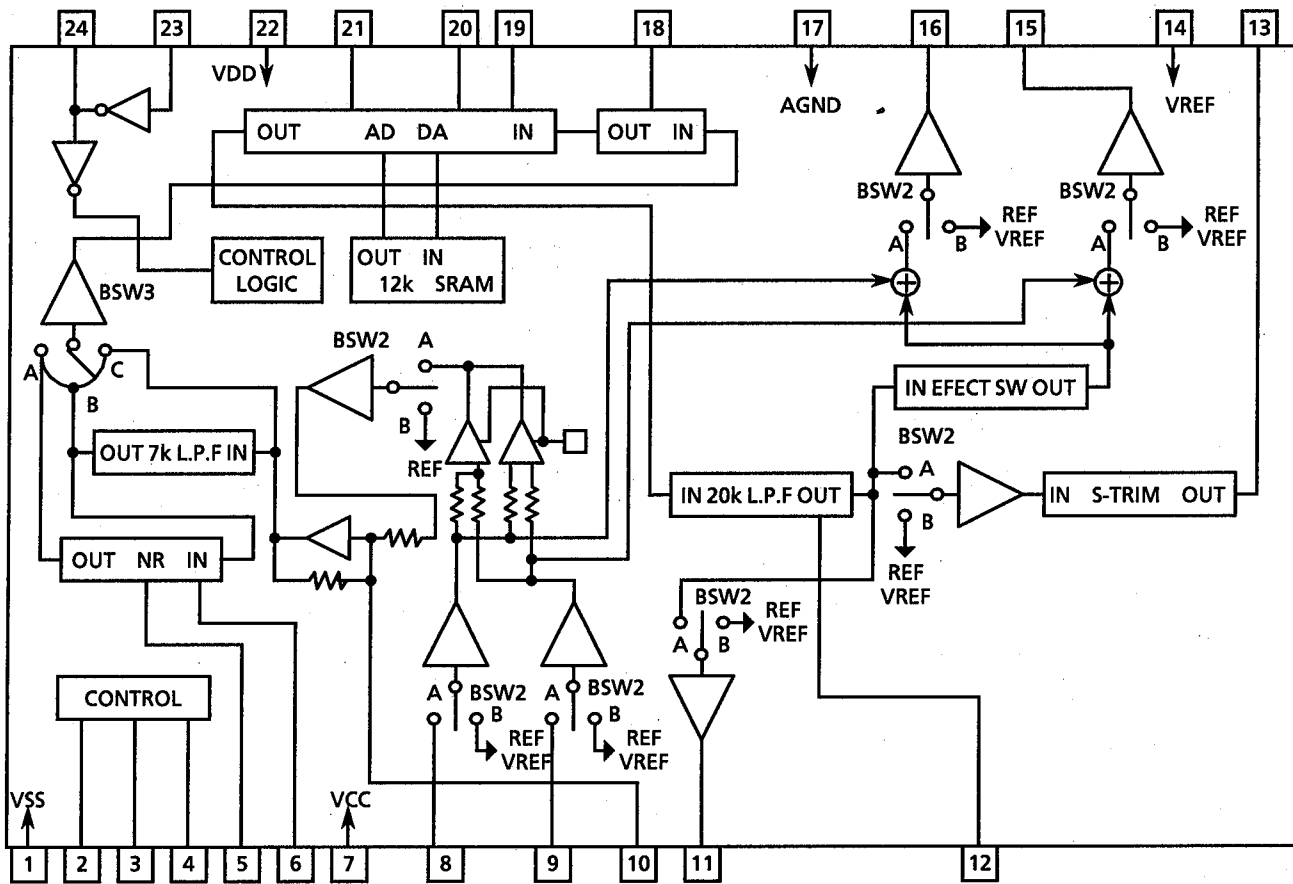 24 23 22 21 20 19 18 17 16 15 14 13
VDD
AGND
VREF
OUT AD DA IN
OUT IN
BSW2
BSW2
REF
VREF
REF
VREF
A B
A B
CONTROL
LOGIC
OUT IN
12k SRAM
BSW3
A B C
BSW2
A
B
REF
IN EFECT SW OUT
OUT 7k L.P.F IN
BSW2
A
B
IN 20k L.P.F OUT
IN S-TRIM OUT
OUT NR IN
REF
VREF
BSW2
A B
REF
VREF
CONTROL
A BSW2
B
REF
VREF
A BSW2
B
REF
VREF
VSS
VCC
1 2 3 4 5 6 7 8 9 10 11 12